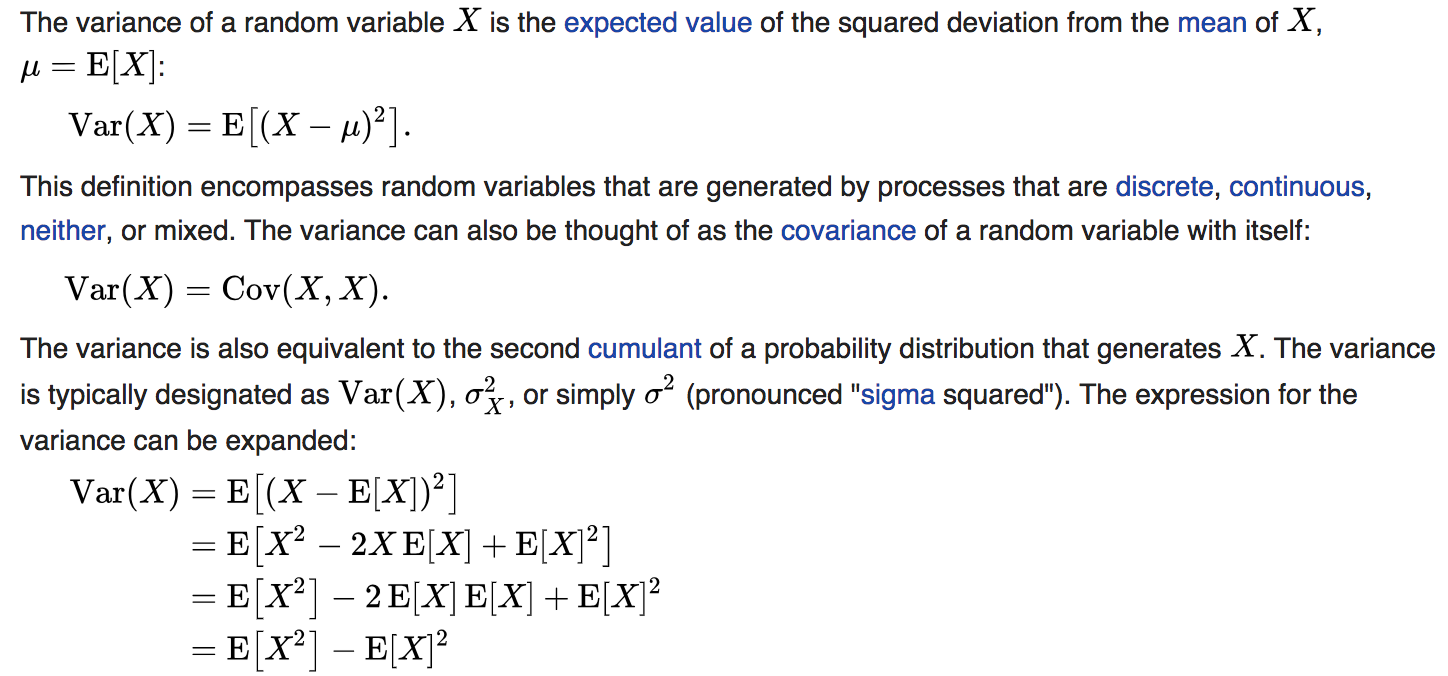 The variance of a random variable X is the expected value of the squared deviation from the mean of X,
μ = E[X]:
Var(X) = E[(X − μ)²].
This definition encompasses random variables that are generated by processes that are discrete, continuous,
neither, or mixed. The variance can also be thought of as the covariance of a random variable with itself:
Var(X) = Cov(X, X).
The variance is also equivalent to the second cumulant of a probability distribution that generates X. The variance
is typically designated as Var(X), σ²_X, or simply σ² (pronounced "sigma squared"). The expression for the
variance can be expanded:
Var(X) = E[(X − E[X])²]
= E[X² − 2X E[X] + E[X]²]
= E[X²] − 2 E[X] E[X] + E[X]²
= E[X²] − E[X]²